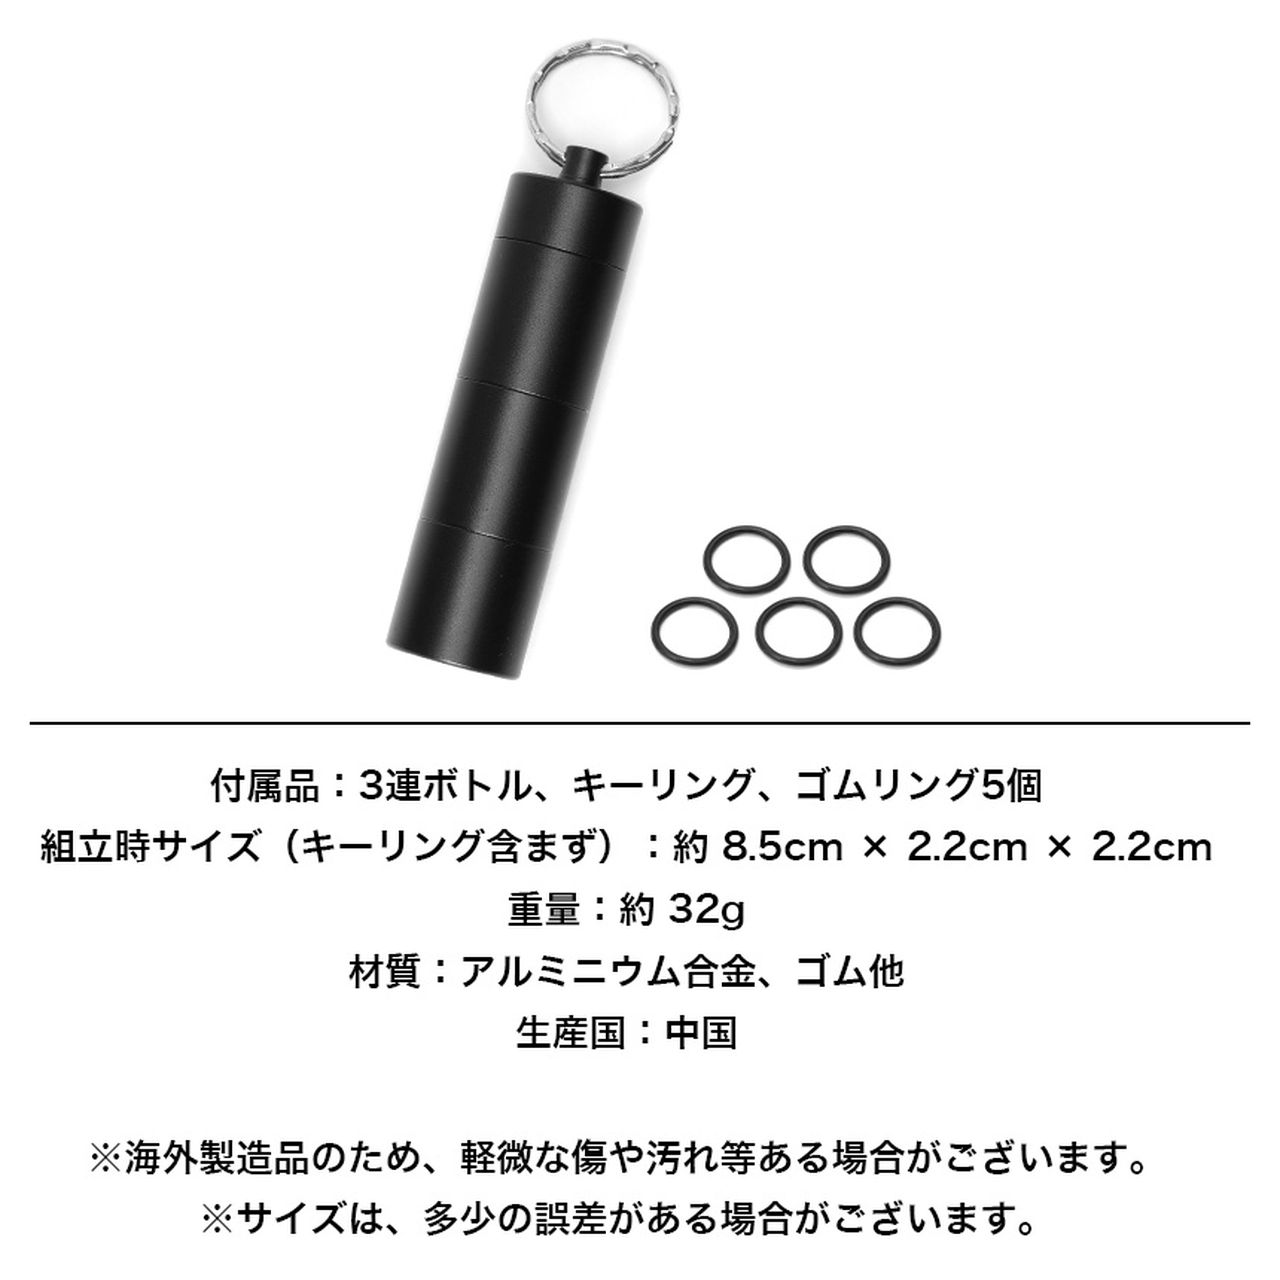 付属品：3連ボトル、キーリング、ゴムリング5個
組立時サイズ（キーリング含まず）：約 8.5cm × 2.2cm × 2.2cm
重量：約 32g
材質：アルミニウム合金、ゴム他
生産国：中国
※海外製造品のため、軽微な傷や汚れ等ある場合がございます。
※サイズは、多少の誤差がある場合がございます。